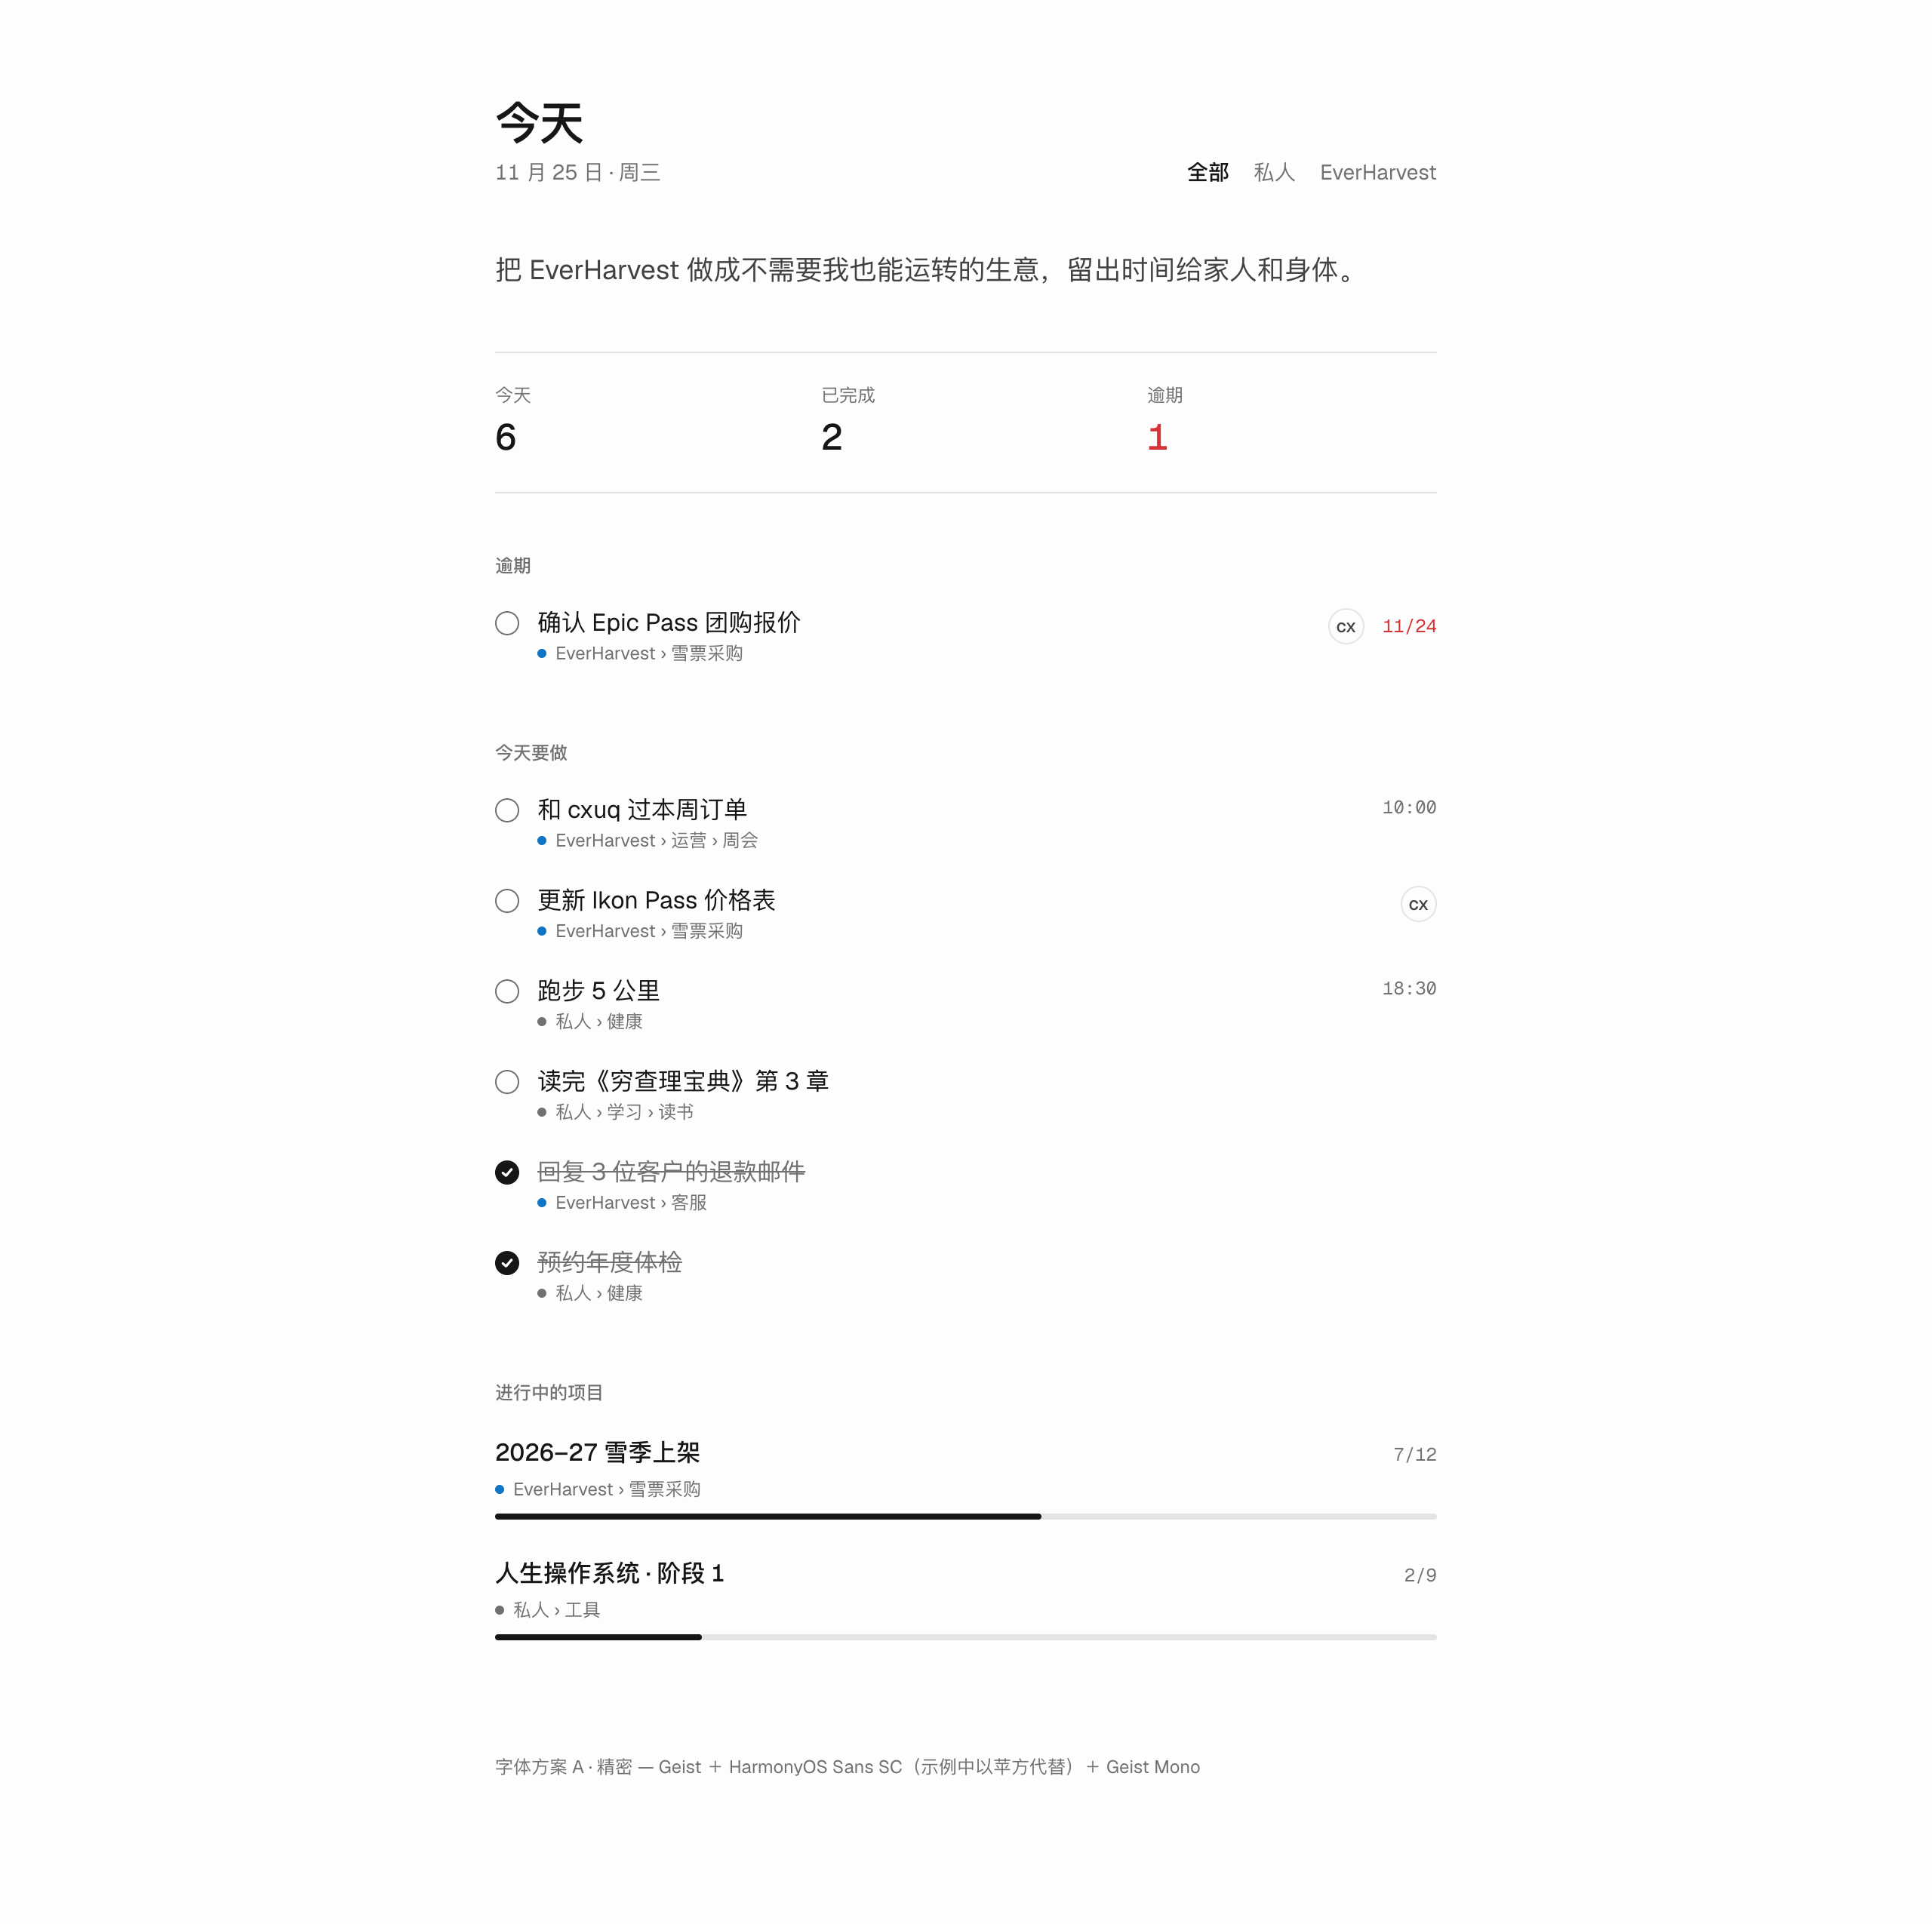 今天
11 月 25 日 · 周三
全部 私人 EverHarvest
把 EverHarvest 做成不需要我也能运转的生意，留出时间给家人和身体。
今天 已完成 逾期
6 2 1
逾期
确认 Epic Pass 团购报价 cx 11/24
EverHarvest › 雪票采购
今天要做
和 cxuq 过本周订单 10:00
EverHarvest › 运营 › 周会
更新 Ikon Pass 价格表 cx
EverHarvest › 雪票采购
跑步 5 公里 18:30
私人 › 健康
读完《穷查理宝典》第 3 章
私人 › 学习 › 读书
回复 3 位客户的退款邮件
EverHarvest › 客服
预约年度体检
私人 › 健康
进行中的项目
2026–27 雪季上架 7/12
EverHarvest › 雪票采购
人生操作系统 · 阶段 1 2/9
私人 › 工具
字体方案 A · 精密 — Geist ＋ HarmonyOS Sans SC（示例中以苹方代替）＋ Geist Mono